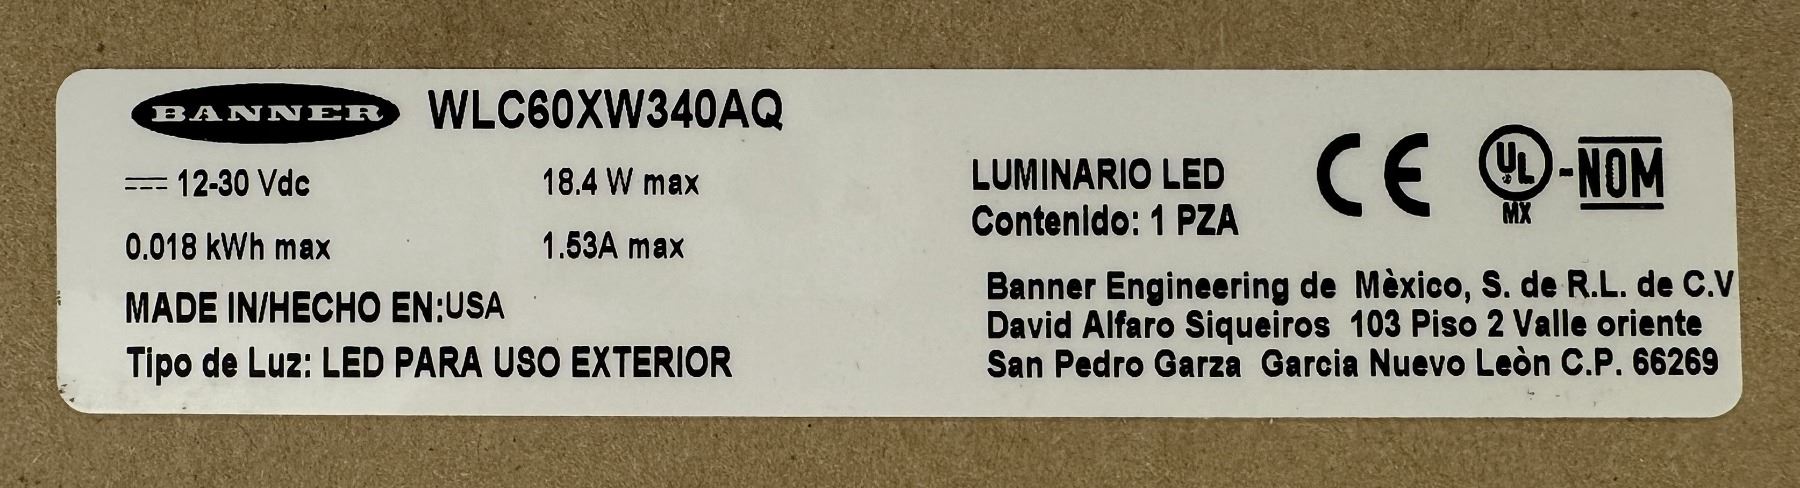 BANNER WLC60XW340AQ
12-30 Vdc 18.4 W max
0.018 kWh max 1.53A max
MADE IN/HECHO EN:USA
Tipo de Luz: LED PARA USO EXTERIOR
LUMINARIO LED
Contenido: 1 PZA
CE UL MX -NOM
Banner Engineering de Mèxico, S. de R.L. de C.V
David Alfaro Siqueiros 103 Piso 2 Valle oriente
San Pedro Garza Garcia Nuevo Leòn C.P. 66269